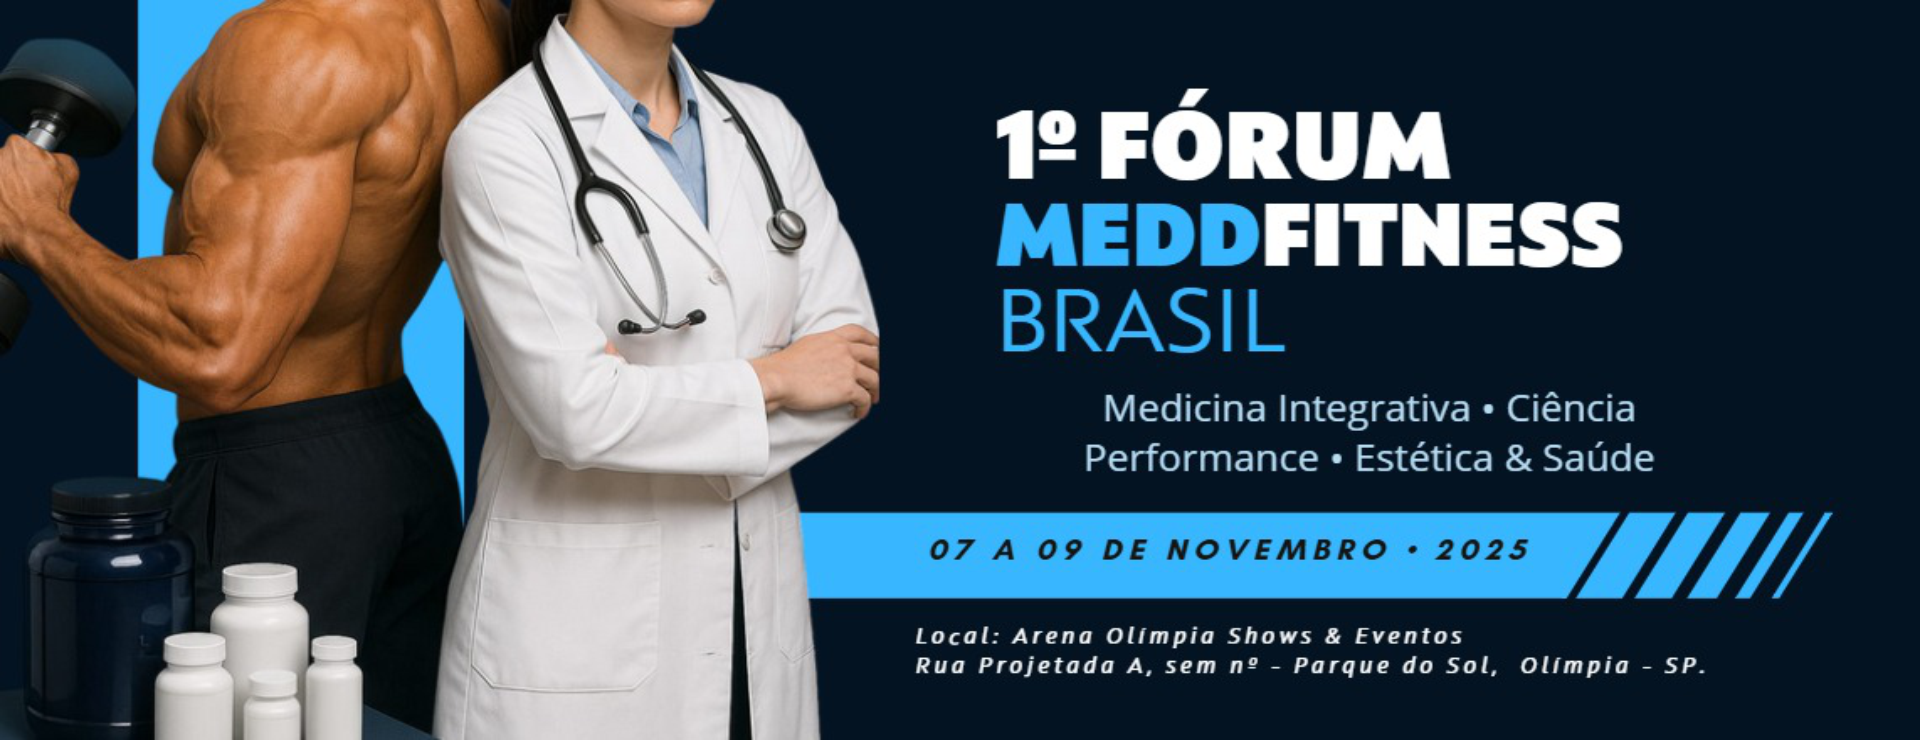 1º FÓRUM
MEDDFITNESS
BRASIL
Medicina Integrativa • Ciência
Performance • Estética & Saúde
07 A 09 DE NOVEMBRO • 2025
Local: Arena Olímpia Shows & Eventos
Rua Projetada A, sem nº - Parque do Sol, Olímpia - SP.